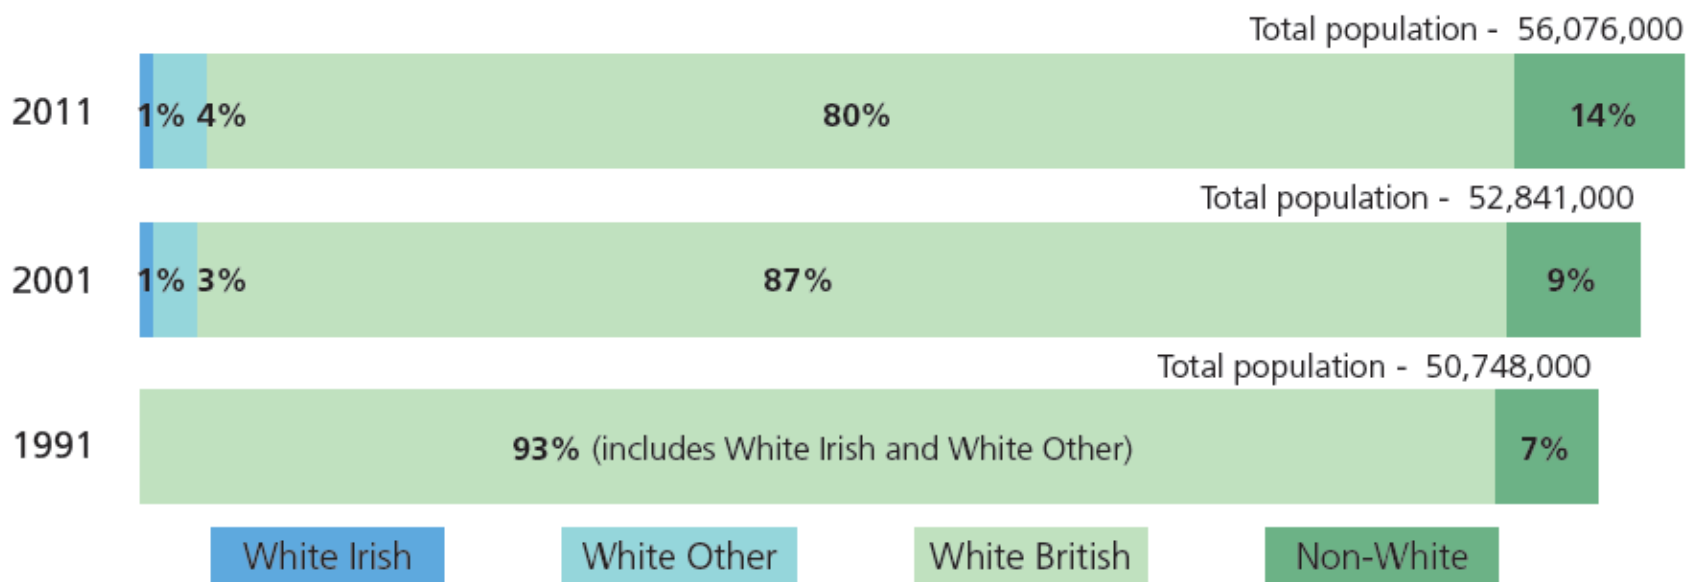 Total population - 56,076,000
2011 1% 4% 80% 14%
Total population - 52,841,000
2001 1% 3% 87% 9%
Total population - 50,748,000
1991 93% (includes White Irish and White Other) 7%
White Irish White Other White British Non-White